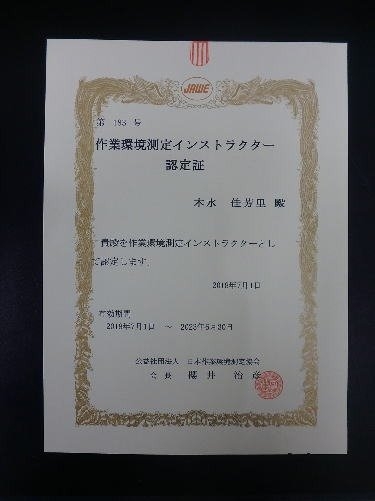 JAWE
第 183 号
作業環境測定インストラクター
認定証
木水 佳芳里 殿
貴殿を作業環境測定インストラクターとし
て認定します。
2018年7月1日
有効期間
2018年7月1日 ～ 2023年6月30日
公益社団法人 日本作業環境測定協会
会長 櫻井 治彦